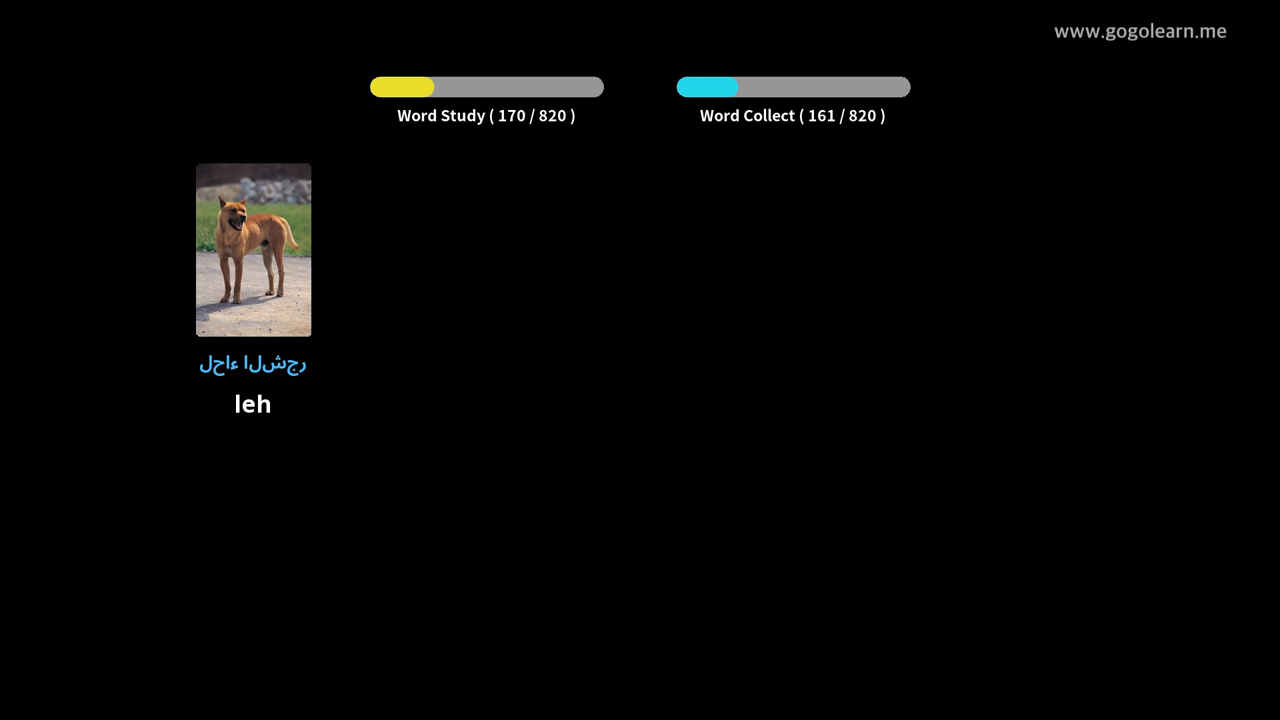 www.gogolearn.me
Word Study ( 170 / 820 )
Word Collect ( 161 / 820 )
لحاء الشجر
leh